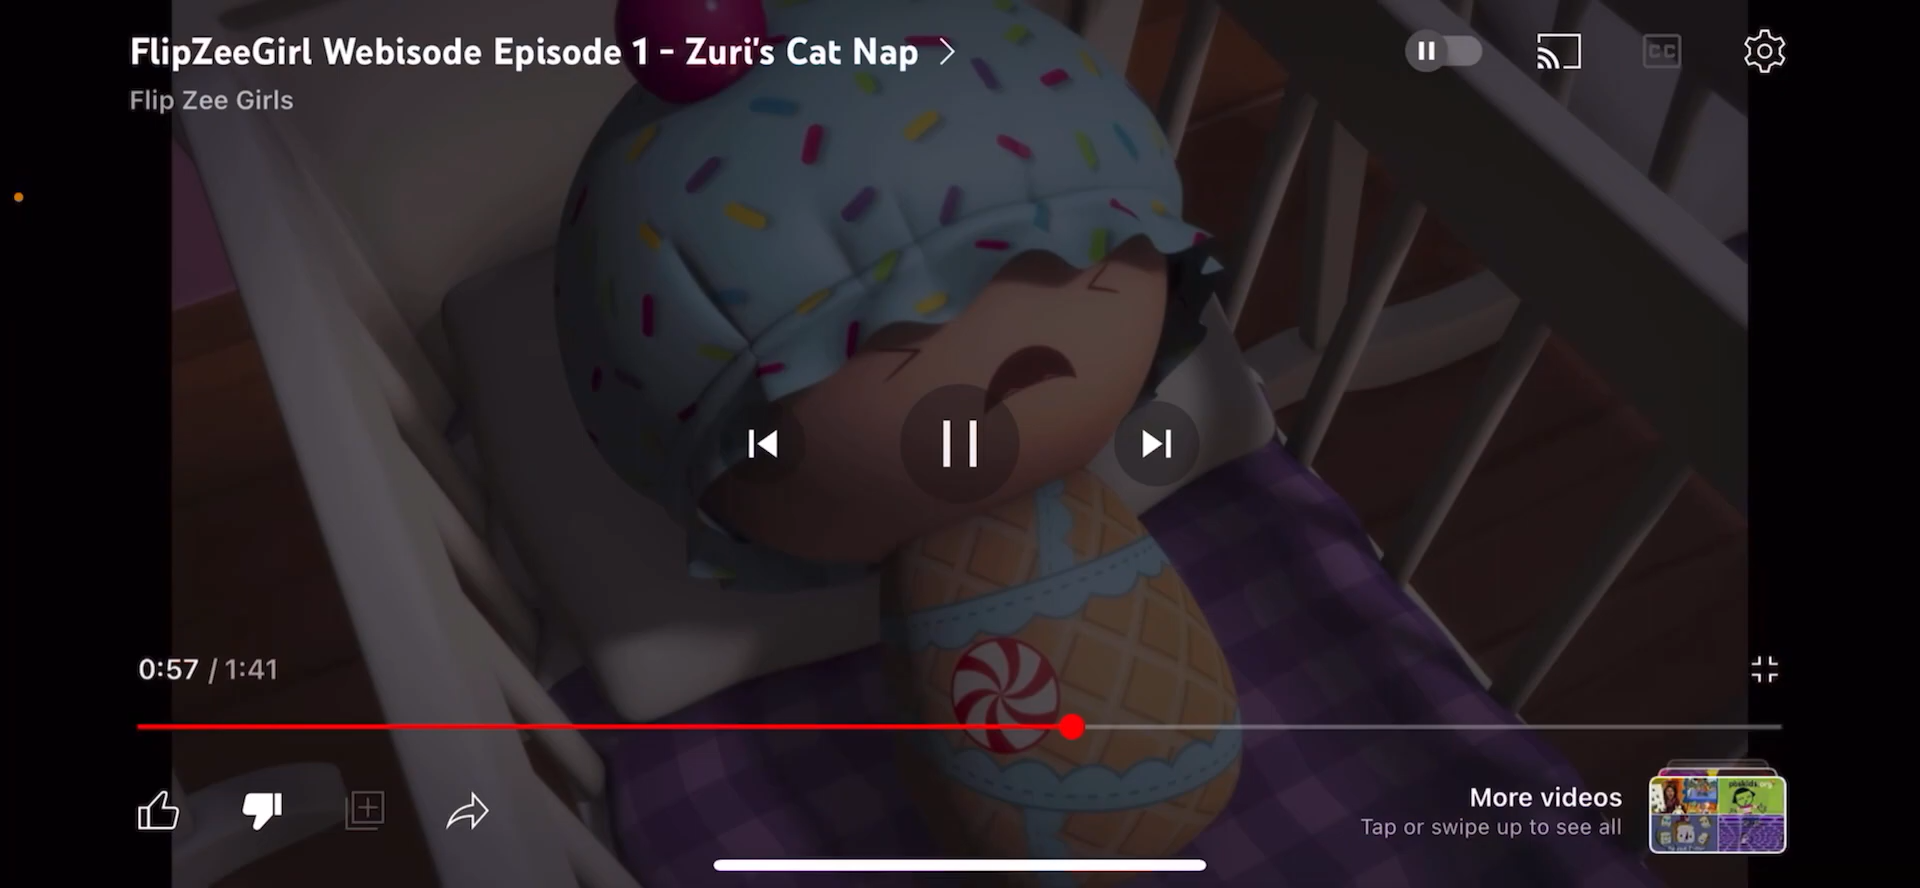 FlipZeeGirl Webisode Episode 1 - Zuri's Cat Nap
Flip Zee Girls
CC
0:57 / 1:41
More videos
Tap or swipe up to see all